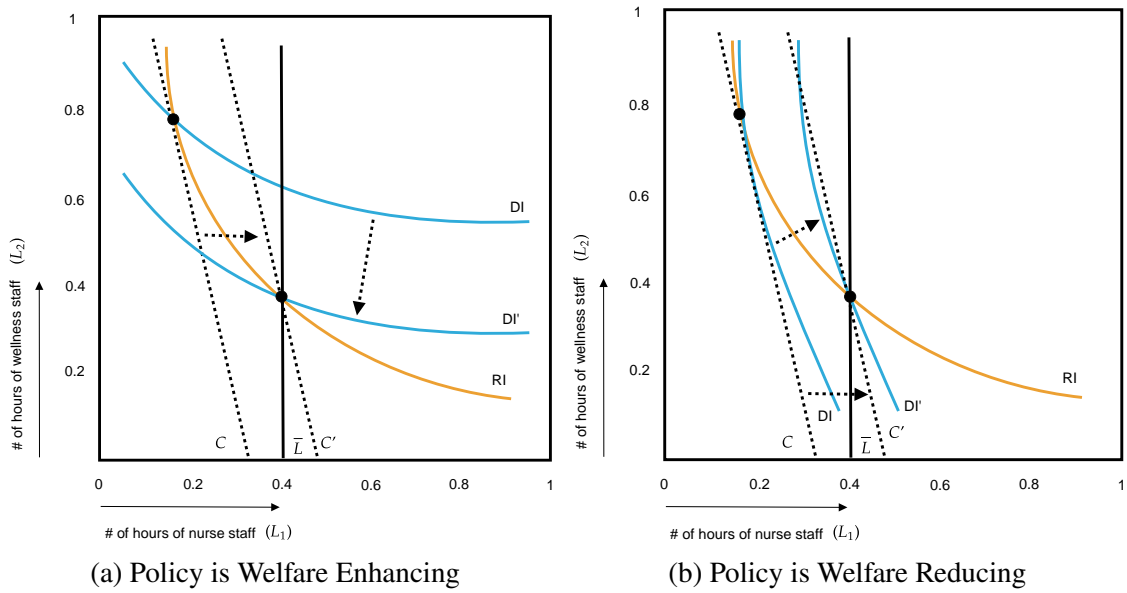 1
0.8
0.6
0.4
0.2
# of hours of wellness staff (L₂)
DI
DI'
RI
C
L̅
C′
0 0.2 0.4 0.6 0.8 1
# of hours of nurse staff (L₁)
(a) Policy is Welfare Enhancing
1
0.8
0.6
0.4
0.2
# of hours of wellness staff (L₂)
RI
DI
DI'
C
L̅
C′
0 0.2 0.4 0.6 0.8 1
# of hours of nurse staff (L₁)
(b) Policy is Welfare Reducing